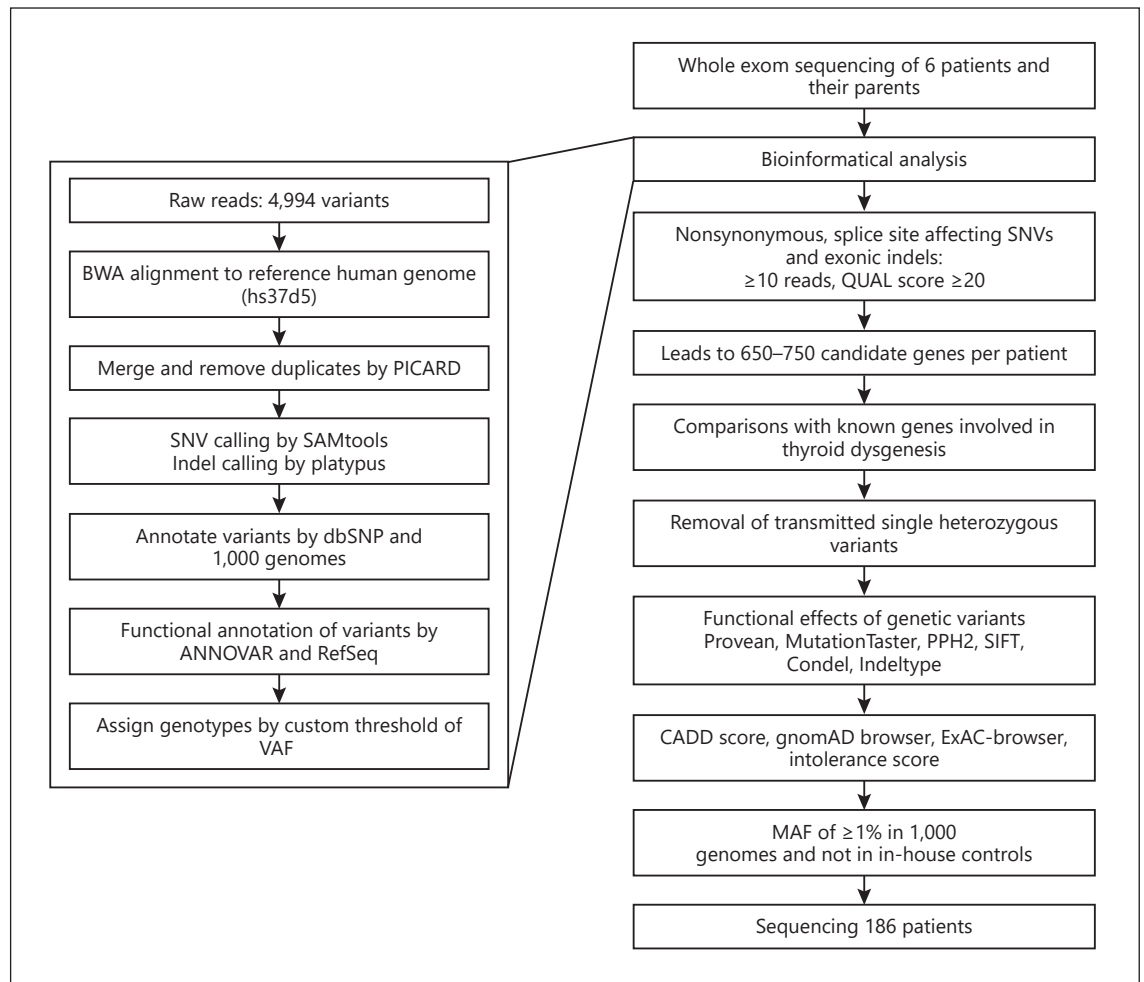 Whole exom sequencing of 6 patients and
their parents
Bioinformatical analysis
Raw reads: 4,994 variants
BWA alignment to reference human genome
(hs37d5)
Merge and remove duplicates by PICARD
SNV calling by SAMtools
Indel calling by platypus
Annotate variants by dbSNP and
1,000 genomes
Functional annotation of variants by
ANNOVAR and RefSeq
Assign genotypes by custom threshold of
VAF
Nonsynonymous, splice site affecting SNVs
and exonic indels:
≥10 reads, QUAL score ≥20
Leads to 650–750 candidate genes per patient
Comparisons with known genes involved in
thyroid dysgenesis
Removal of transmitted single heterozygous
variants
Functional effects of genetic variants
Provean, MutationTaster, PPH2, SIFT,
Condel, Indeltype
CADD score, gnomAD browser, ExAC-browser,
intolerance score
MAF of ≥1% in 1,000
genomes and not in in-house controls
Sequencing 186 patients